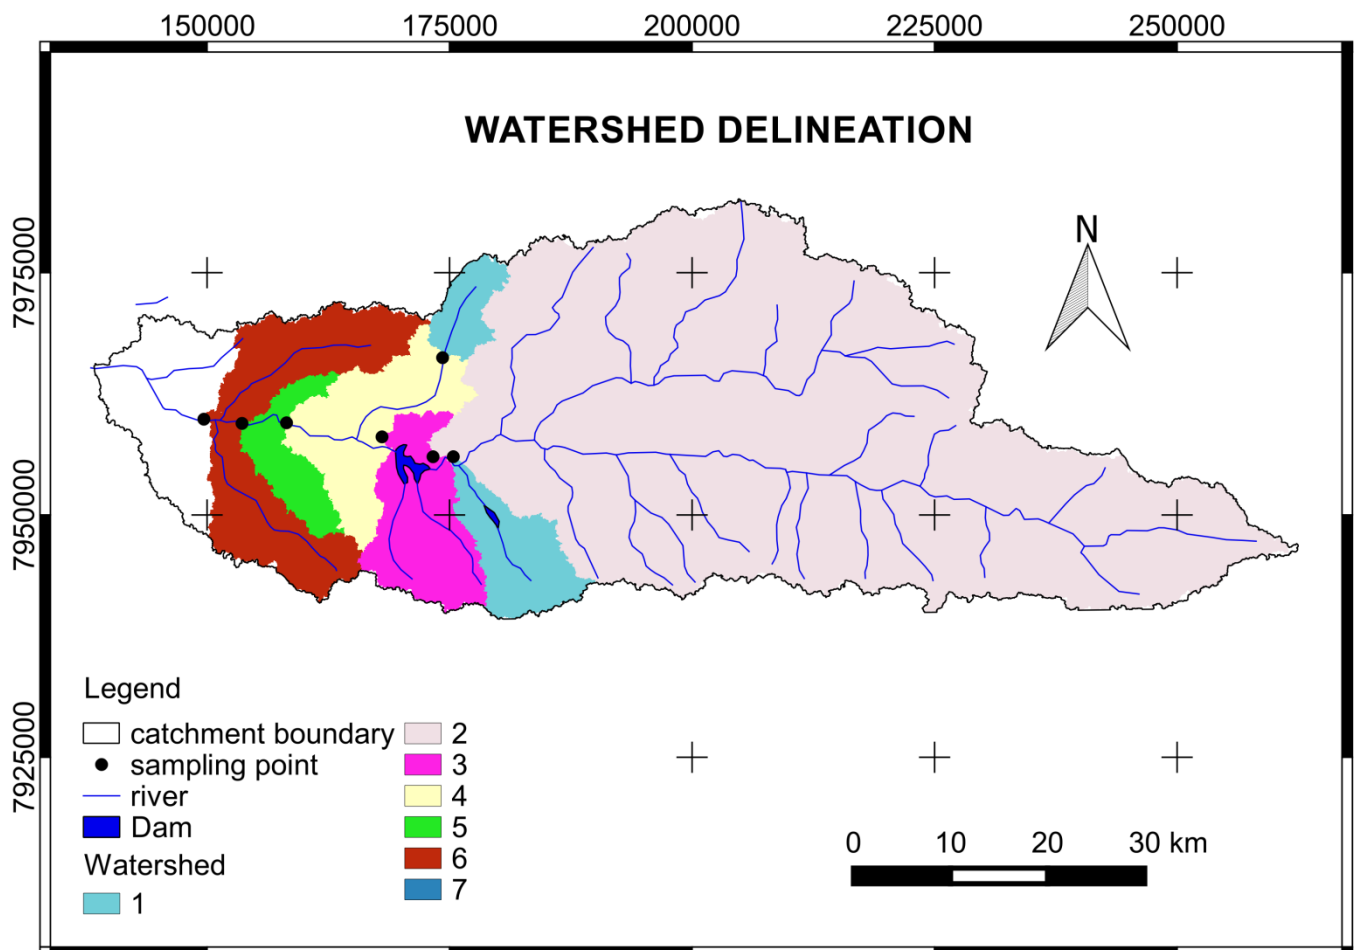 150000 175000 200000 225000 250000
WATERSHED DELINEATION
N
7975000
7950000
7925000
Legend
catchment boundary
sampling point
river
Dam
Watershed
1
2
3
4
5
6
7
0 10 20 30 km